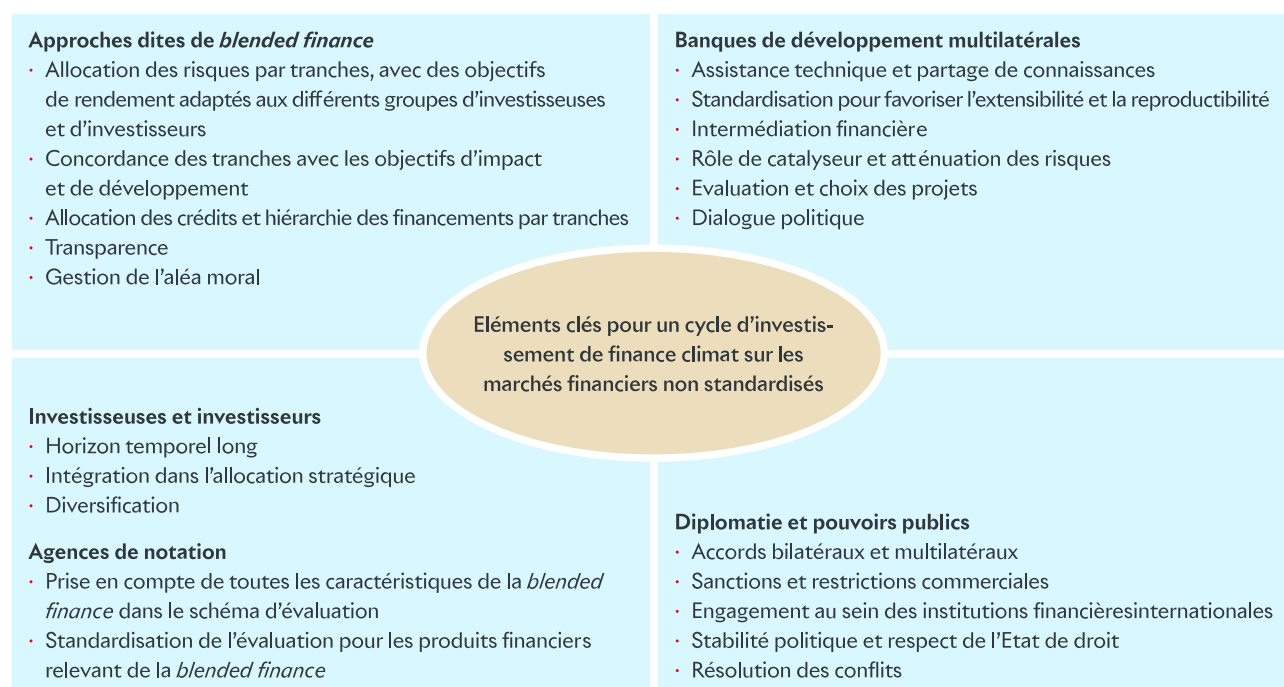 Approches dites de blended finance
· Allocation des risques par tranches, avec des objectifs
de rendement adaptés aux différents groupes d’investisseuses
et d’investisseurs
· Concordance des tranches avec les objectifs d’impact
et de développement
· Allocation des crédits et hiérarchie des financements par tranches
· Transparence
· Gestion de l’aléa moral
Banques de développement multilatérales
· Assistance technique et partage de connaissances
· Standardisation pour favoriser l’extensibilité et la reproductibilité
· Intermédiation financière
· Rôle de catalyseur et atténuation des risques
· Evaluation et choix des projets
· Dialogue politique
Eléments clés pour un cycle d’investis-
sement de finance climat sur les
marchés financiers non standardisés
Investisseuses et investisseurs
· Horizon temporel long
· Intégration dans l’allocation stratégique
· Diversification
Agences de notation
· Prise en compte de toutes les caractéristiques de la blended
finance dans le schéma d’évaluation
· Standardisation de l’évaluation pour les produits financiers
relevant de la blended finance
Diplomatie et pouvoirs publics
· Accords bilatéraux et multilatéraux
· Sanctions et restrictions commerciales
· Engagement au sein des institutions financièresinternationales
· Stabilité politique et respect de l’Etat de droit
· Résolution des conflits